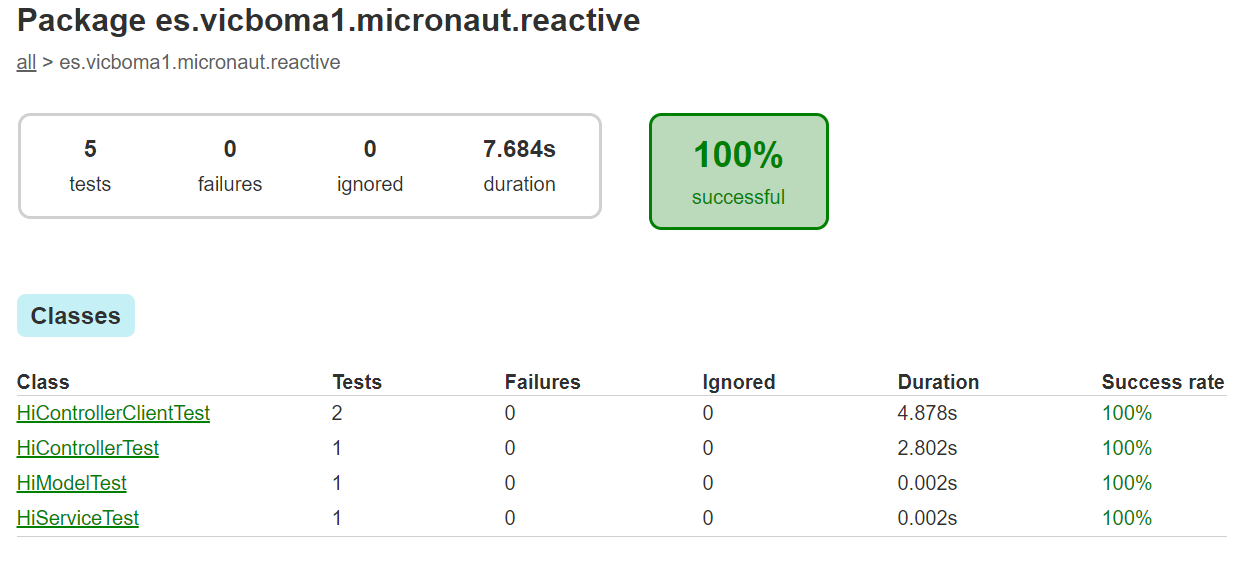 Package es.vicboma1.micronaut.reactive
all > es.vicboma1.micronaut.reactive
5 0 0 7.684s 100%
tests failures ignored duration successful
Classes
Class Tests Failures Ignored Duration Success rate
HiControllerClientTest 2 0 0 4.878s 100%
HiControllerTest 1 0 0 2.802s 100%
HiModelTest 1 0 0 0.002s 100%
HiServiceTest 1 0 0 0.002s 100%